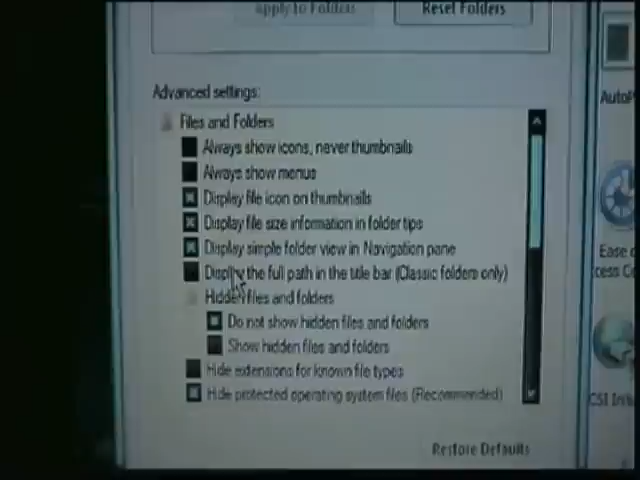 Apply to Folders
Reset Folders
Advanced settings:
Files and Folders
Always show icons, never thumbnails
Always show menus
Display file icon on thumbnails
Display file size information in folder tips
Display simple folder view in Navigation pane
Display the full path in the title bar (Classic folders only)
Hidden files and folders
Do not show hidden files and folders
Show hidden files and folders
Hide extensions for known file types
Hide protected operating system files (Recommended)
Restore Defaults
Ease o
CSI